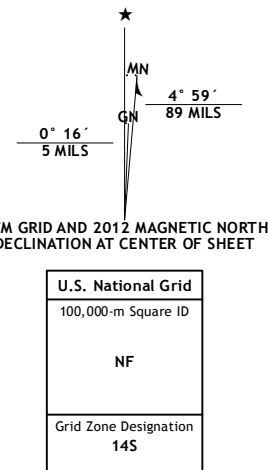 MN
4° 59´
89 MILS
GN
0° 16´
5 MILS
GRID AND 2012 MAGNETIC NORTH
DECLINATION AT CENTER OF SHEET
U.S. National Grid
100,000-m Square ID
NF
Grid Zone Designation
14S